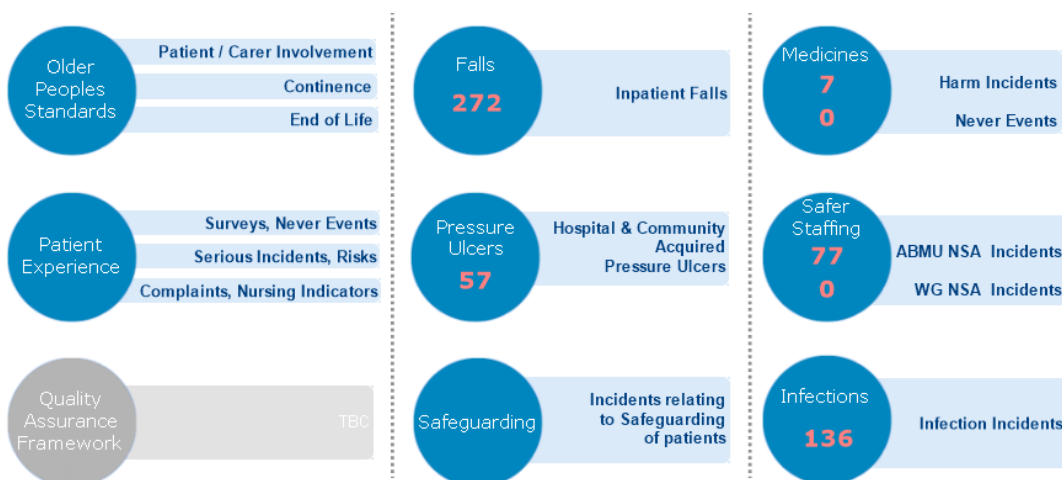 Older
Peoples
Standards
Patient / Carer Involvement
Continence
End of Life
Patient
Experience
Surveys, Never Events
Serious Incidents, Risks
Complaints, Nursing Indicators
Quality
Assurance
Framework
TBC
Falls
272
Inpatient Falls
Pressure
Ulcers
57
Hospital & Community
Acquired
Pressure Ulcers
Safeguarding
Incidents relating
to Safeguarding
of patients
Medicines
7
0
Harm Incidents
Never Events
Safer
Staffing
77
0
ABMU NSA Incidents
WG NSA Incidents
Infections
136
Infection Incidents